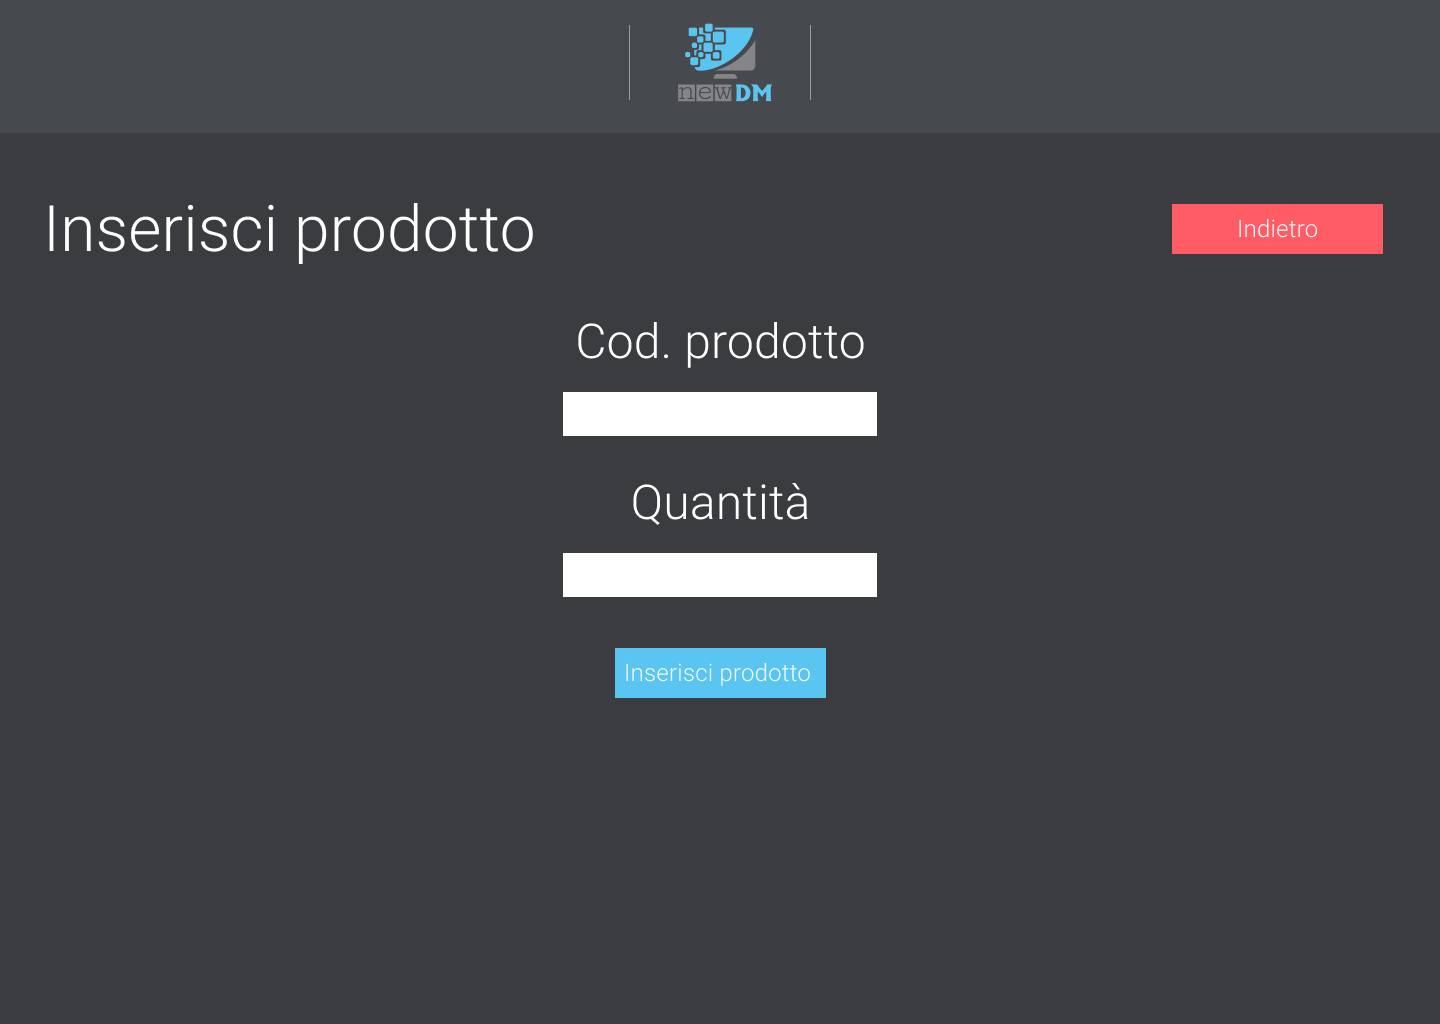 newDM
Inserisci prodotto
Indietro
Cod. prodotto
Quantità
Inserisci prodotto